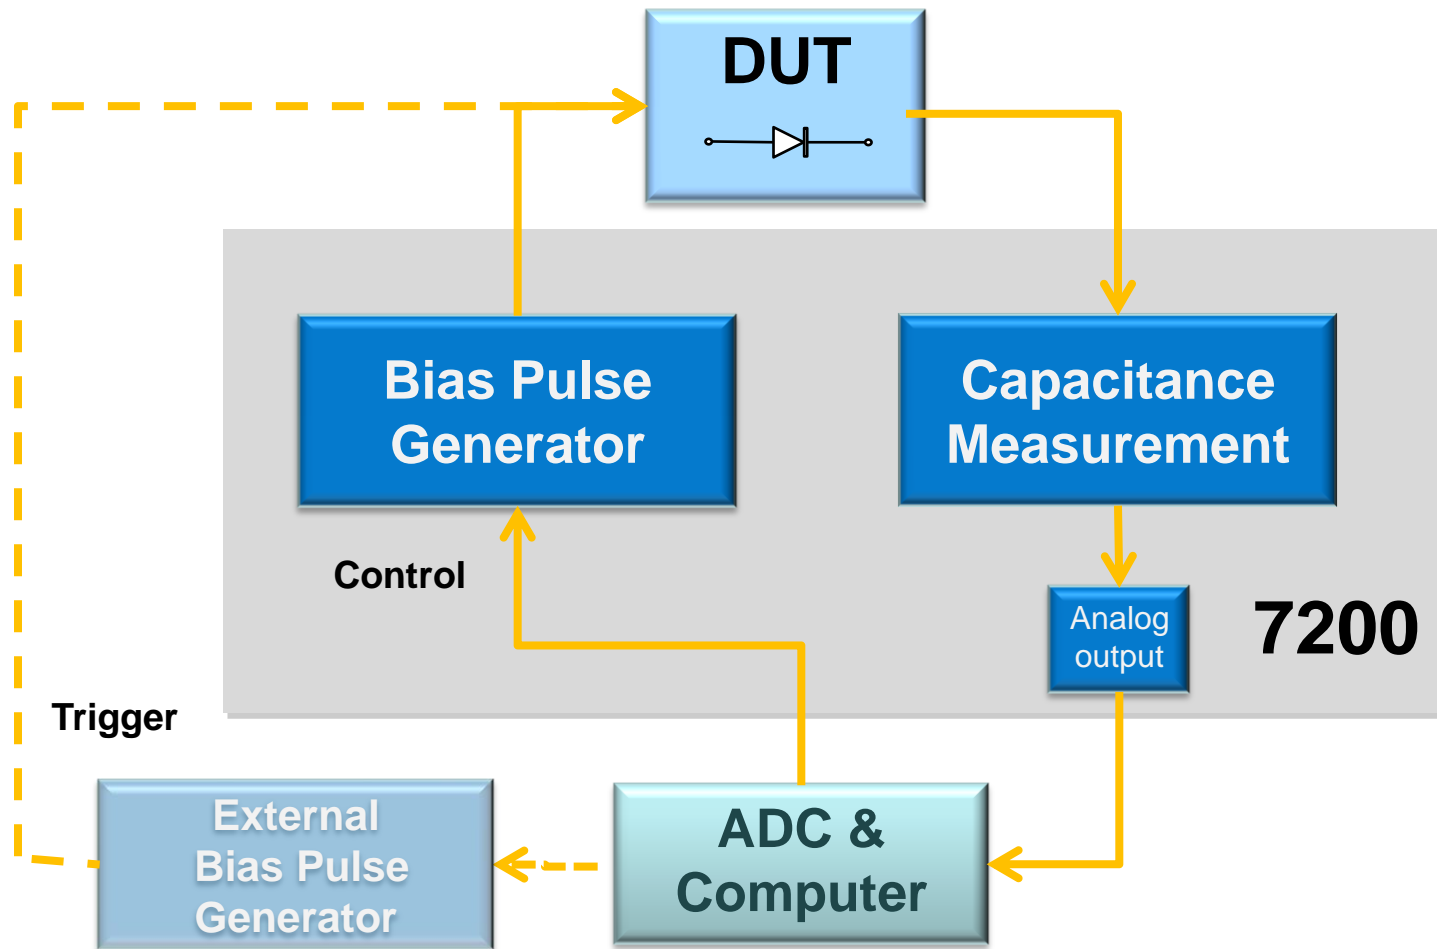 DUT
Bias Pulse
Generator
Capacitance
Measurement
Control
Analog
output
7200
Trigger
External
Bias Pulse
Generator
ADC &
Computer